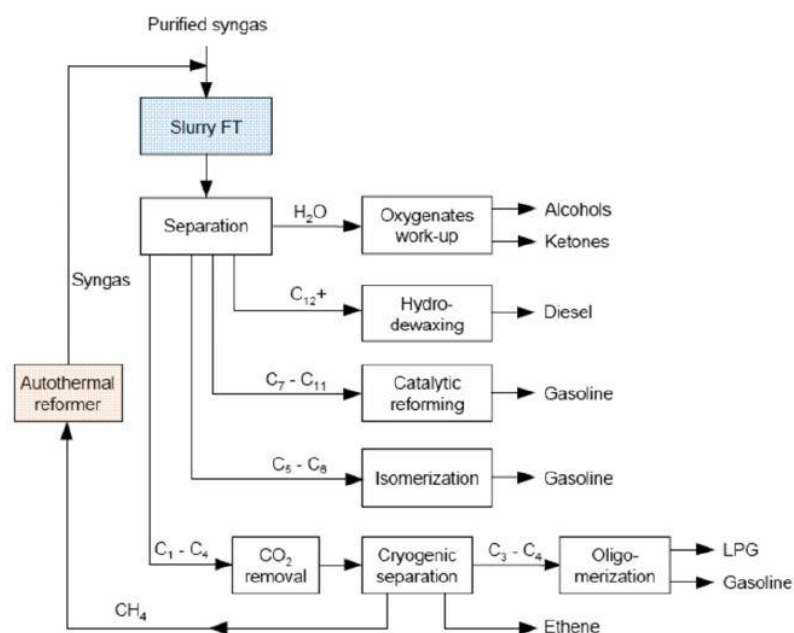 Purified syngas
Slurry FT
Separation
H₂O
Oxygenates
work-up
Alcohols
Ketones
Syngas
C₁₂+
Hydro-
dewaxing
Diesel
Autothermal
reformer
C₇ - C₁₁
Catalytic
reforming
Gasoline
C₅ - C₆
Isomerization
Gasoline
C₁ - C₄
CO₂
removal
Cryogenic
separation
C₃ - C₄
Oligo-
merization
LPG
Gasoline
CH₄
Ethene